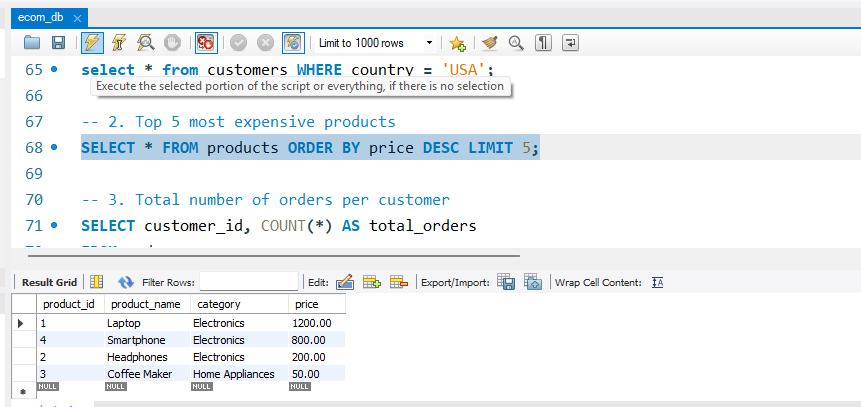 ecom_db ×
Limit to 1000 rows
65 select * from customers WHERE country = 'USA';
Execute the selected portion of the script or everything, if there is no selection
66
67 -- 2. Top 5 most expensive products
68 SELECT * FROM products ORDER BY price DESC LIMIT 5;
69
70 -- 3. Total number of orders per customer
71 SELECT customer_id, COUNT(*) AS total_orders
Result Grid Filter Rows: Edit: Export/Import: Wrap Cell Content:
product_id product_name category price
1 Laptop Electronics 1200.00
4 Smartphone Electronics 800.00
2 Headphones Electronics 200.00
3 Coffee Maker Home Appliances 50.00
NULL NULL NULL NULL